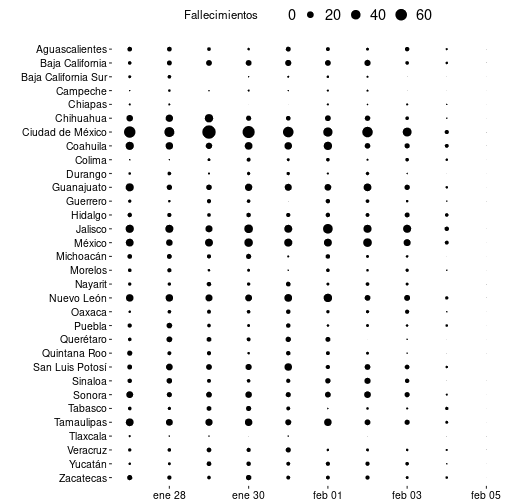 Fallecimientos 0 20 40 60
Aguascalientes
Baja California
Baja California Sur
Campeche
Chiapas
Chihuahua
Ciudad de México
Coahuila
Colima
Durango
Guanajuato
Guerrero
Hidalgo
Jalisco
México
Michoacán
Morelos
Nayarit
Nuevo León
Oaxaca
Puebla
Querétaro
Quintana Roo
San Luis Potosí
Sinaloa
Sonora
Tabasco
Tamaulipas
Tlaxcala
Veracruz
Yucatán
Zacatecas
ene 28 ene 30 feb 01 feb 03 feb 05